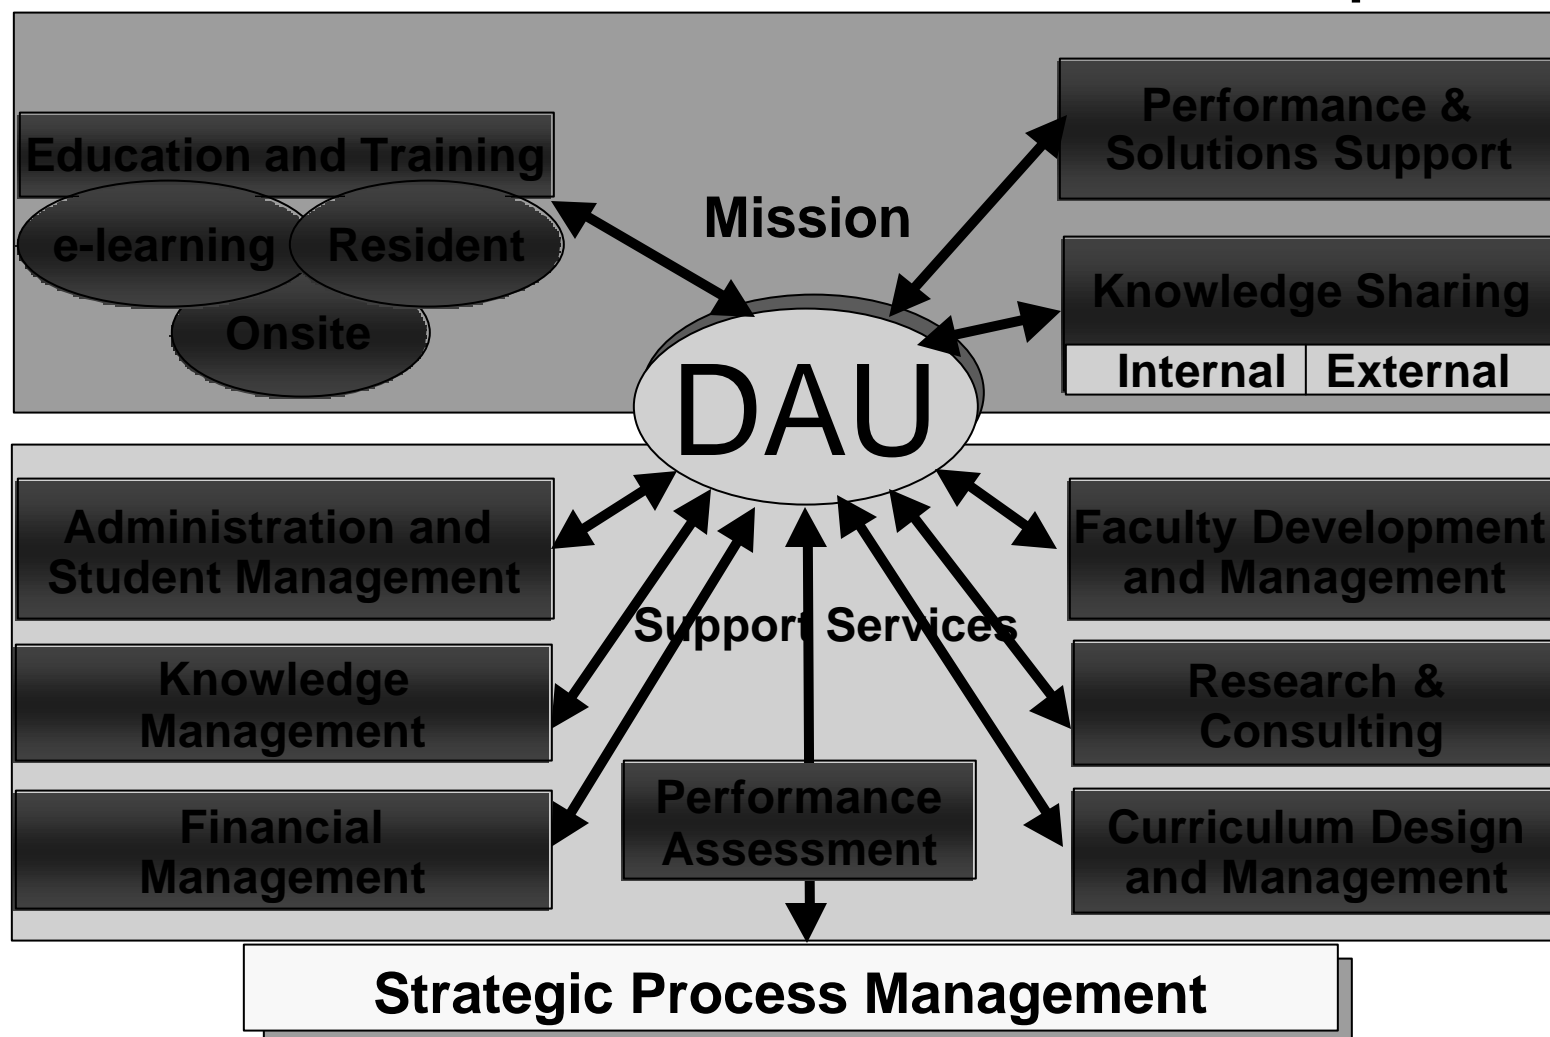 Education and Training
e-learning
Resident
Onsite
Mission
Performance &
Solutions Support
Knowledge Sharing
Internal
External
DAU
Administration and
Student Management
Knowledge
Management
Financial
Management
Support Services
Performance
Assessment
Faculty Development
and Management
Research &
Consulting
Curriculum Design
and Management
Strategic Process Management